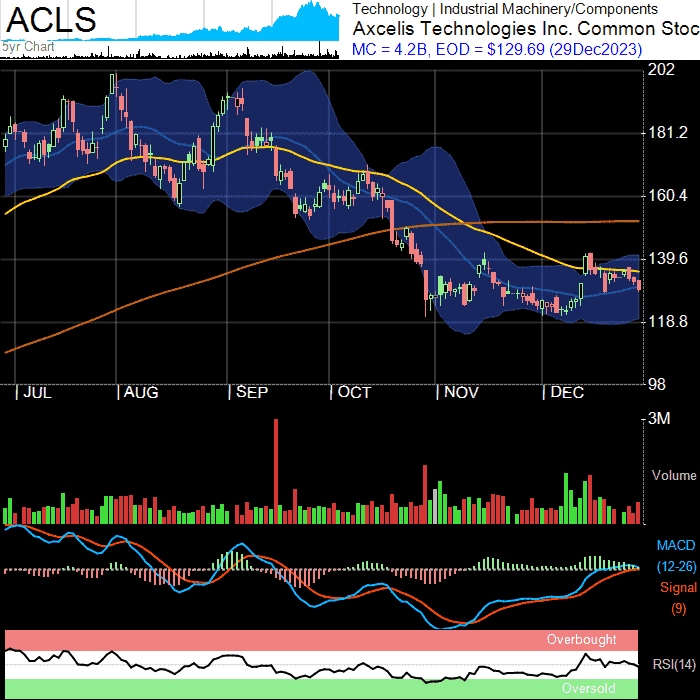 ACLS
5yr Chart
Technology | Industrial Machinery/Components
Axcelis Technologies Inc. Common Stoc
MC = 4.2B, EOD = $129.69 (29Dec2023)
202
181.2
160.4
139.6
118.8
98
| JUL | AUG | SEP | OCT | NOV | DEC
3M
Volume
MACD
(12-26)
Signal
(9)
Overbought
RSI(14)
Oversold